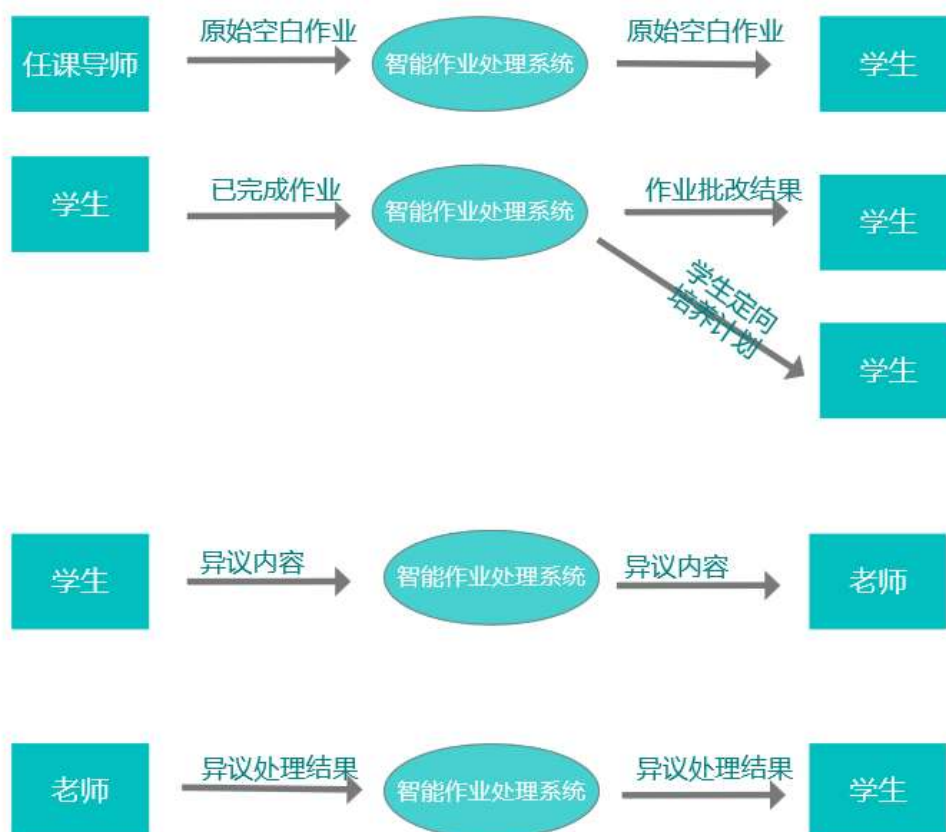 原始空白作业
原始空白作业
任课导师
智能作业处理系统
学生
已完成作业
作业批改结果
学生
智能作业处理系统
学生
学生定向
培养计划
学生
异议内容
异议内容
学生
智能作业处理系统
老师
异议处理结果
异议处理结果
老师
智能作业处理系统
学生